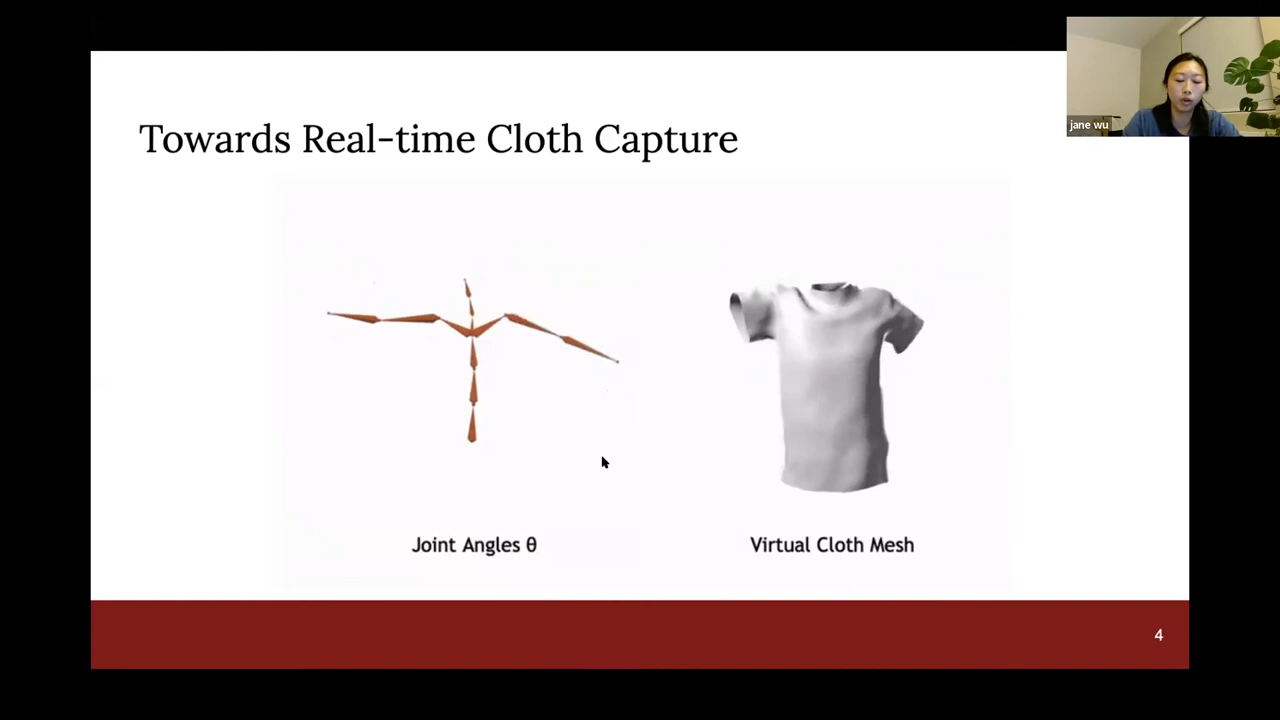 jane wu
Towards Real-time Cloth Capture
Joint Angles θ
Virtual Cloth Mesh
4